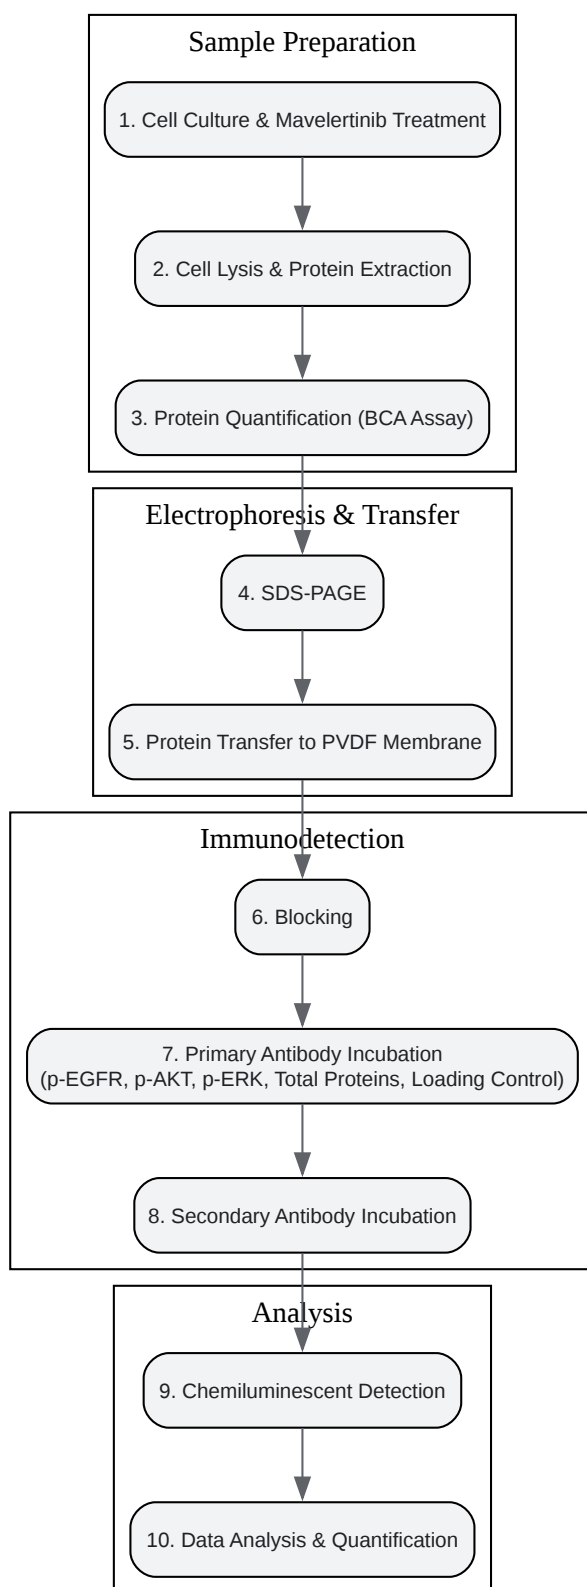 Sample Preparation
1. Cell Culture & Mavelertinib Treatment
2. Cell Lysis & Protein Extraction
3. Protein Quantification (BCA Assay)
Electrophoresis & Transfer
4. SDS-PAGE
5. Protein Transfer to PVDF Membrane
Immunodetection
6. Blocking
7. Primary Antibody Incubation
(p-EGFR, p-AKT, p-ERK, Total Proteins, Loading Control)
8. Secondary Antibody Incubation
Analysis
9. Chemiluminescent Detection
10. Data Analysis & Quantification